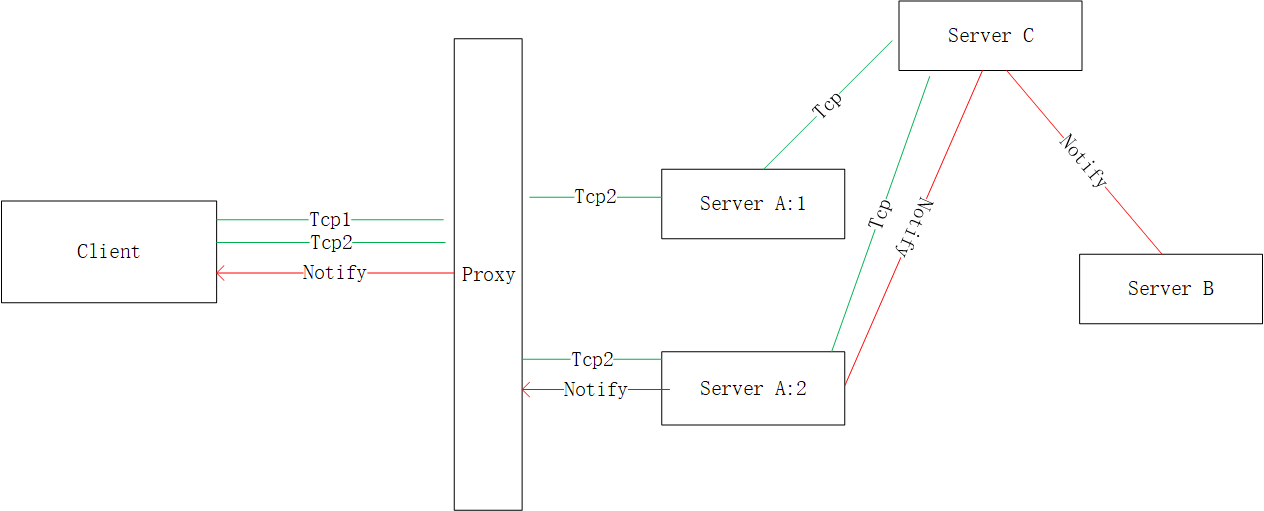 Server C
Tcp
Notify
Tcp2
Server A:1
Tcp
Notify
Tcp1
Tcp2
Client
Notify
Proxy
Server B
Tcp2
Notify
Server A:2